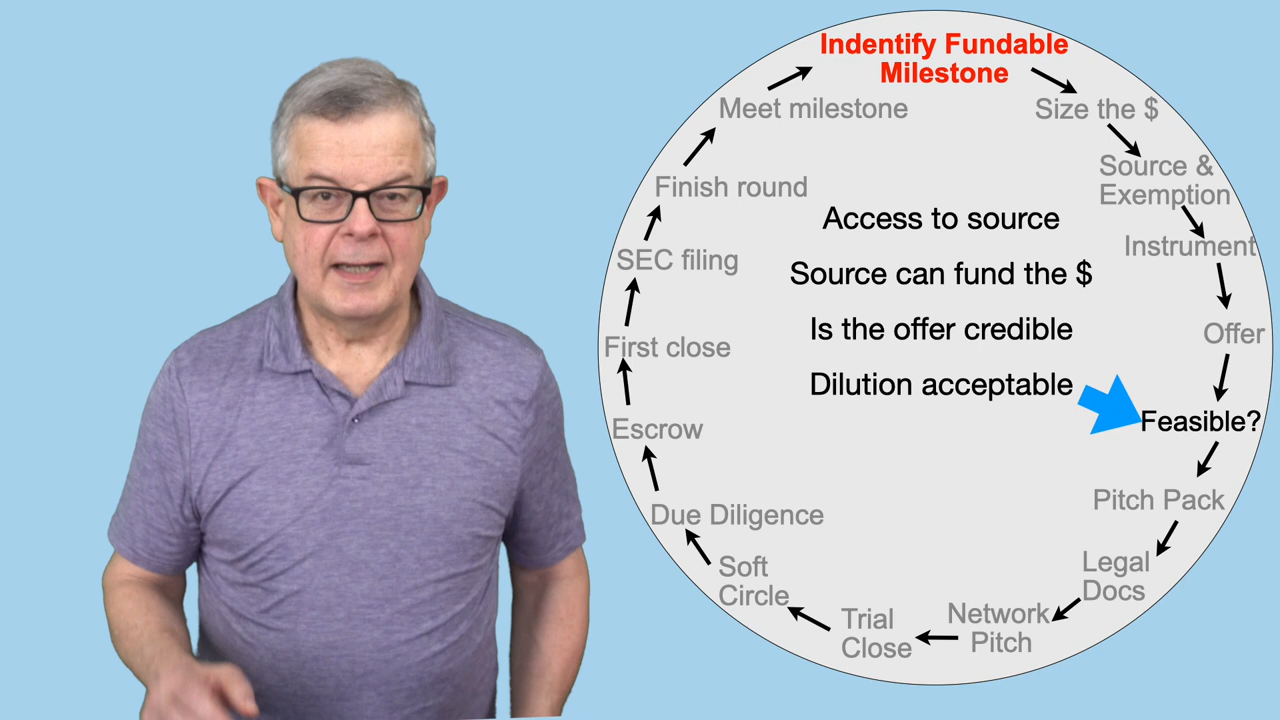 Indentify Fundable
Milestone
Size the $
Source &
Exemption
Instrument
Offer
Feasible?
Pitch Pack
Legal
Docs
Network
Pitch
Trial
Close
Soft
Circle
Due Diligence
Escrow
First close
SEC filing
Finish round
Meet milestone
Access to source
Source can fund the $
Is the offer credible
Dilution acceptable